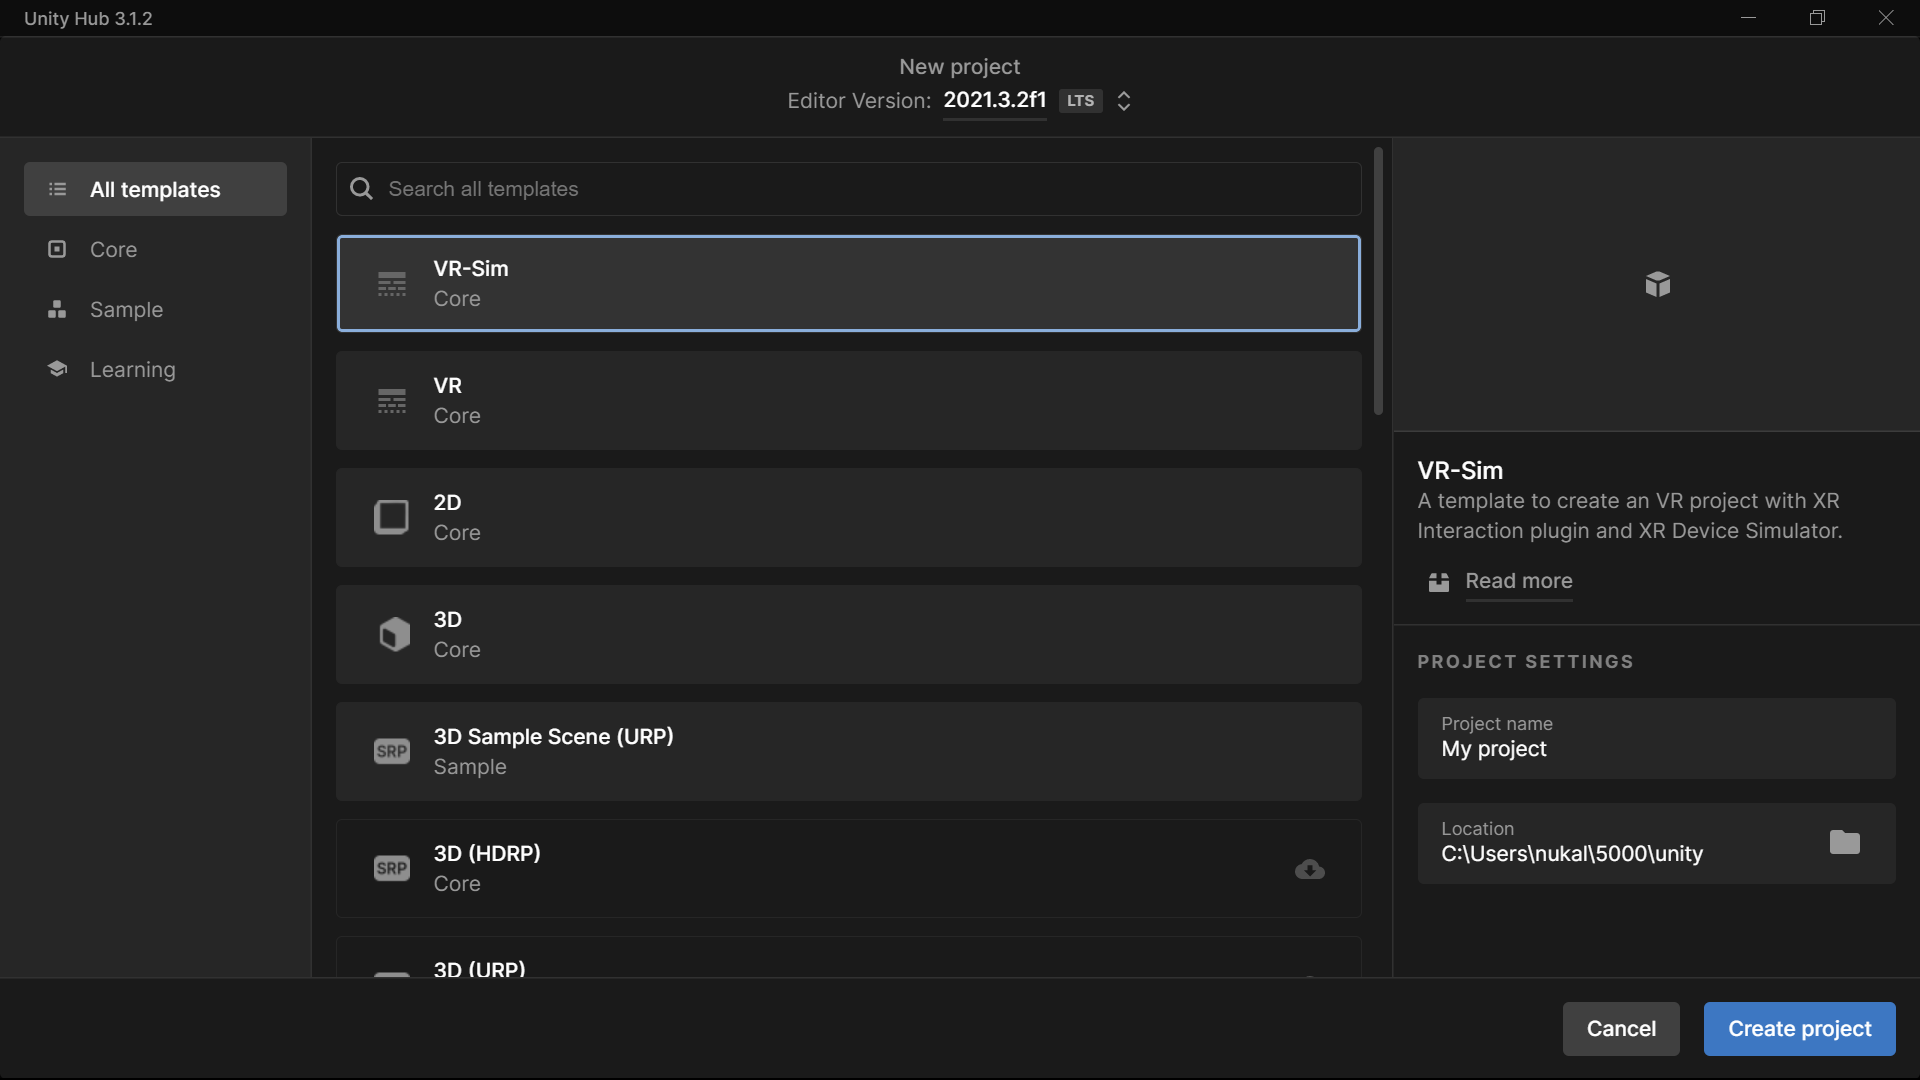 Unity Hub 3.1.2
New project
Editor Version: 2021.3.2f1 LTS
All templates
Core
Sample
Learning
Search all templates
VR-Sim
Core
VR
Core
2D
Core
3D
Core
SRP
3D Sample Scene (URP)
Sample
SRP
3D (HDRP)
Core
3D (URP)
VR-Sim
A template to create an VR project with XR
Interaction plugin and XR Device Simulator.
Read more
PROJECT SETTINGS
Project name
My project
Location
C:\Users\nukal\5000\unity
Cancel
Create project